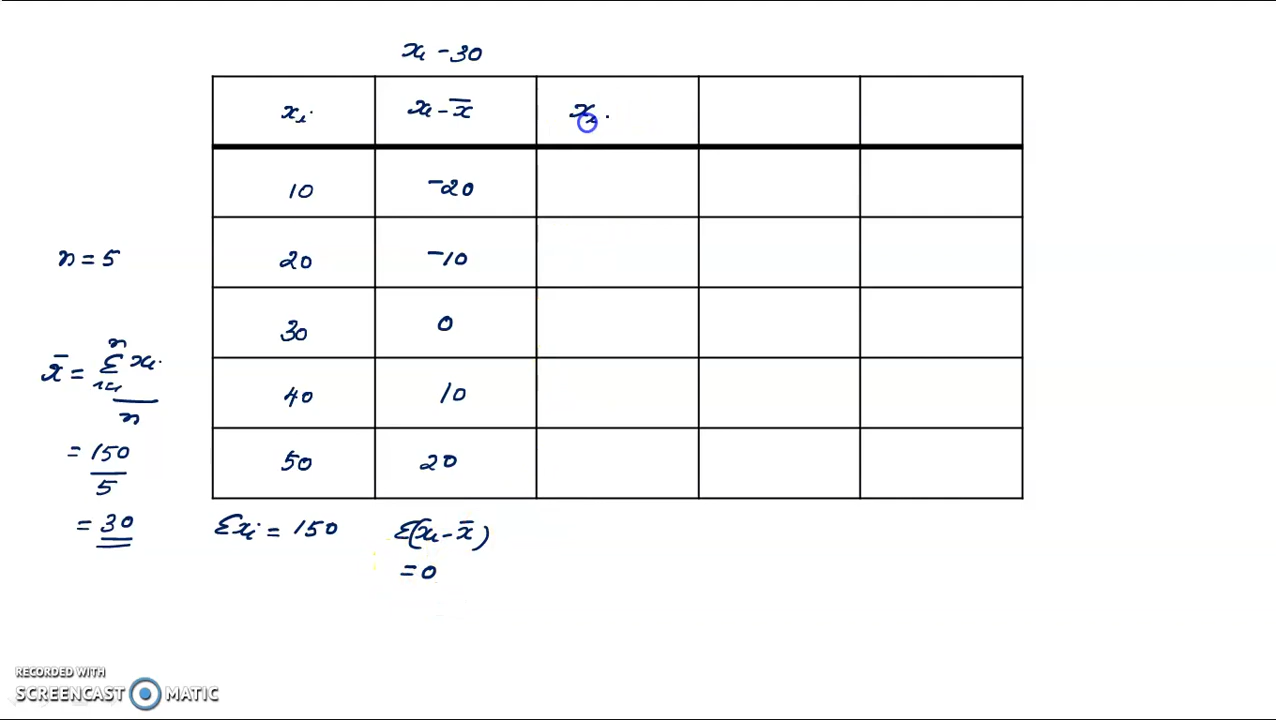 xᵢ - 30
xᵢ xᵢ - x̄ xᵢ
10 -20
20 -10
n = 5
30 0
x̄ = Σⁿᵢ₌₁ xᵢ / n
40 10
= 150 / 5
50 20
= 30
Σxᵢ = 150 Σ(xᵢ - x̄)
= 0
RECORDED WITH
SCREENCAST MATIC